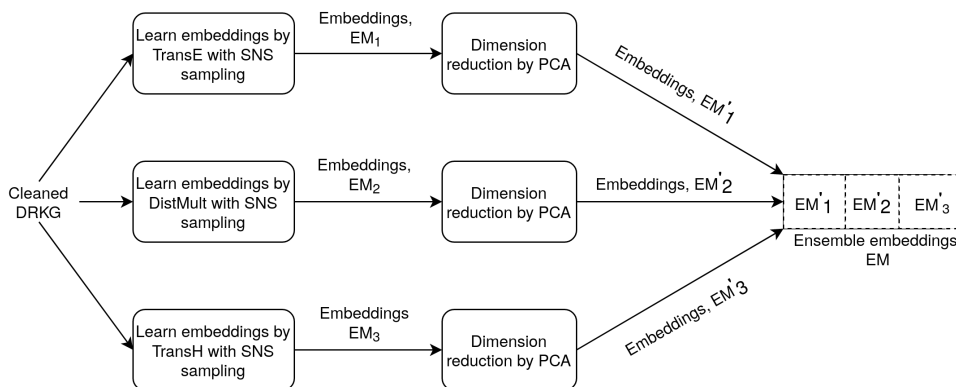 Learn embeddings by
TransE with SNS
sampling
Embeddings,
EM1
Dimension
reduction by PCA
Embeddings, EM'1
Cleaned
DRKG
Learn embeddings by
DistMult with SNS
sampling
Embeddings,
EM2
Dimension
reduction by PCA
Embeddings, EM'2
EM'1
EM'2
EM'3
Ensemble embeddings
EM
Learn embeddings by
TransH with SNS
sampling
Embeddings
EM3
Dimension
reduction by PCA
Embeddings, EM'3